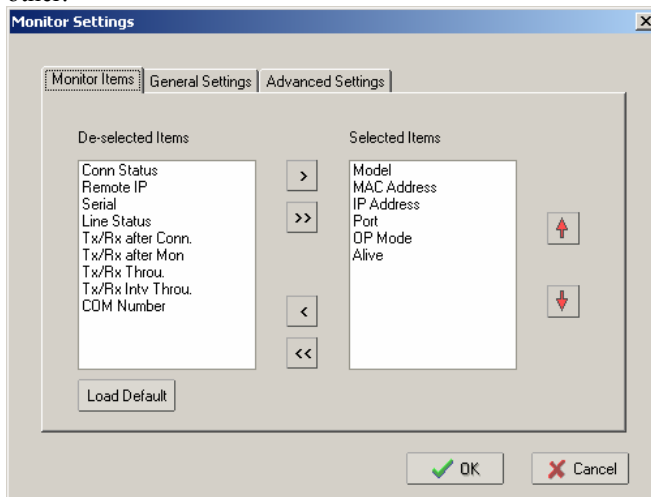 other.
Monitor Settings
Monitor Items General Settings Advanced Settings
De-selected Items
Conn Status
Remote IP
Serial
Line Status
Tx/Rx after Conn.
Tx/Rx after Mon
Tx/Rx Throu.
Tx/Rx Intv Throu.
COM Number
>
>>
<
<<
Load Default
Selected Items
Model
MAC Address
IP Address
Port
OP Mode
Alive
OK Cancel